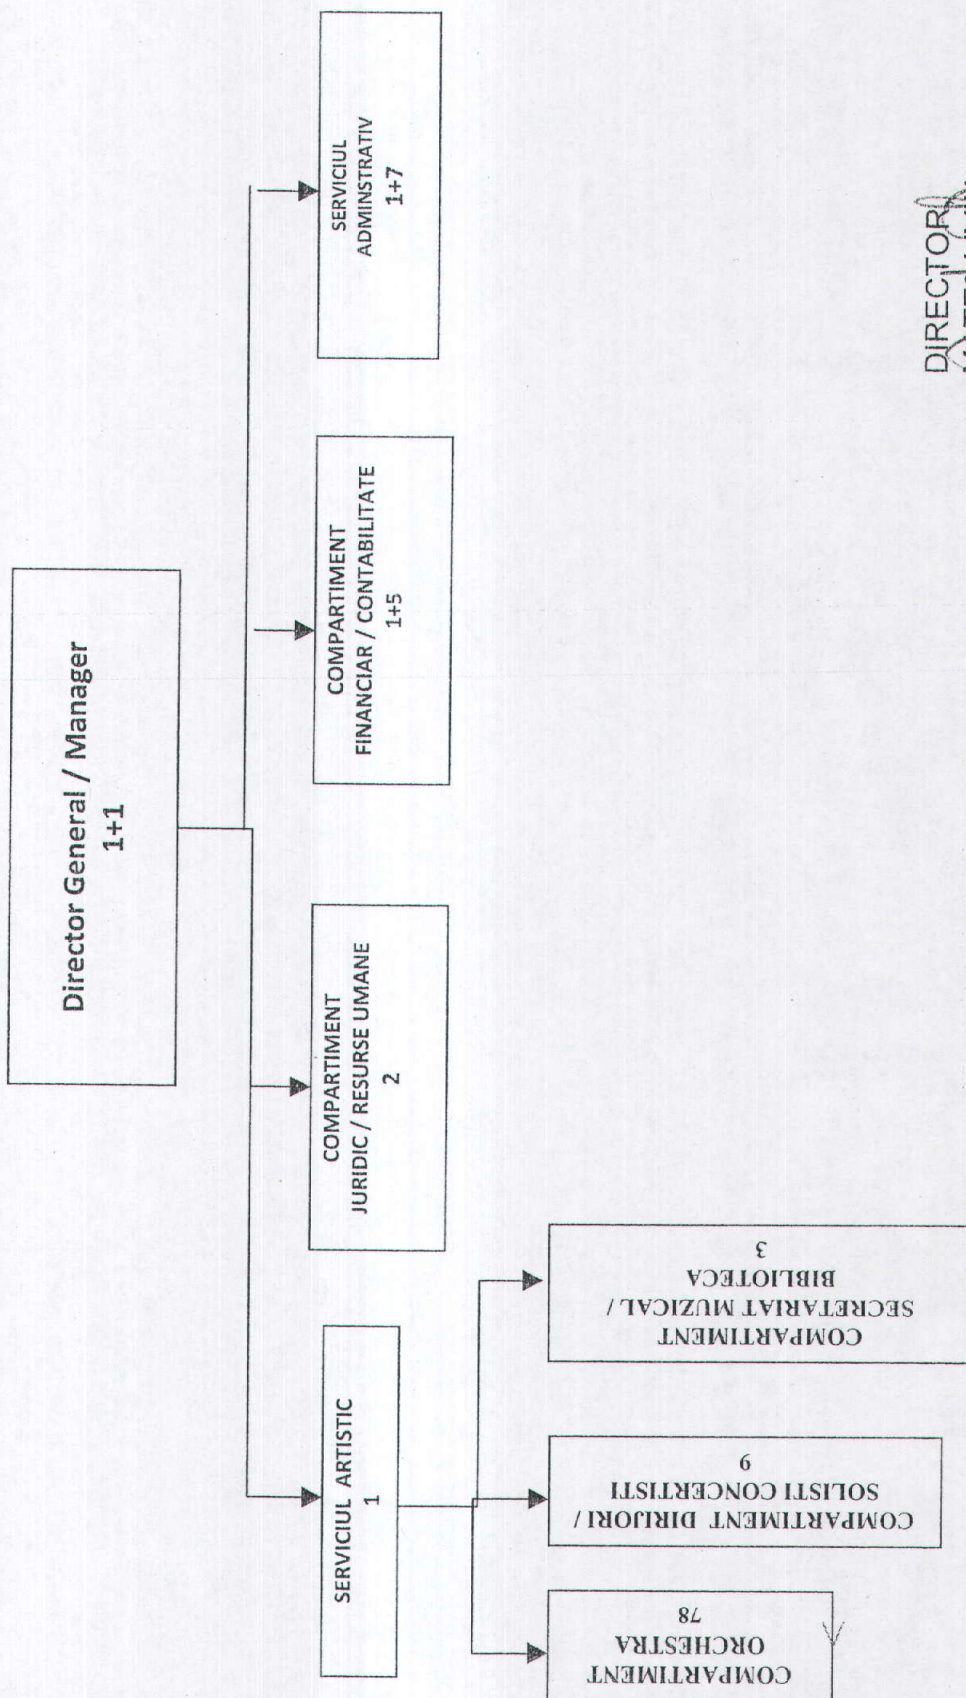 Director General / Manager
1+1
SERVICIUL ARTISTIC
1
COMPARTIMENT
JURIDIC / RESURSE UMANE
2
COMPARTIMENT
FINANCIAR / CONTABILITATE
1+5
SERVICIUL
ADMINSTRATIV
1+7
COMPARTIMENT
ORCHESTRA
78
COMPARTIMENT DIRIJORI /
SOLISTI CONCERTISTI
9
COMPARTIMENT
SECRETARIAT MUZICAL /
BIBLIOTECA
3
DIRECTOR